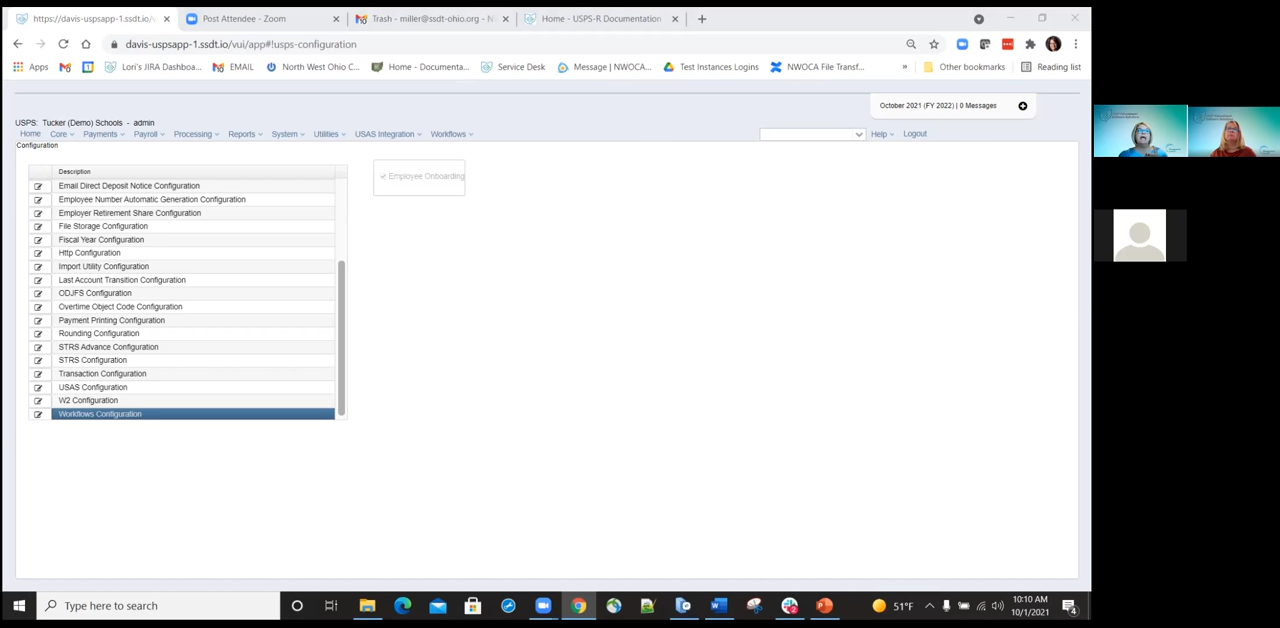 https://davis-uspsapp-1.ssdt.io/v
Post Attendee - Zoom
Trash - miller@ssdt-ohio.org - N
Home - USPS-R Documentation
davis-uspsapp-1.ssdt.io/vui/app#!usps-configuration
Apps
Lori's JIRA Dashboa...
EMAIL
North West Ohio C...
Home - Documenta...
Service Desk
Message | NWOCA...
Test Instances Logins
NWOCA File Transf...
»
Other bookmarks
Reading list
October 2021 (FY 2022) | 0 Messages
USPS: Tucker (Demo) Schools - admin
Home Core Payments Payroll Processing Reports System Utilities USAS Integration Workflows Help Logout
Configuration
Description
Employee Onboarding
Email Direct Deposit Notice Configuration
Employee Number Automatic Generation Configuration
Employer Retirement Share Configuration
File Storage Configuration
Fiscal Year Configuration
Http Configuration
Import Utility Configuration
Last Account Transition Configuration
ODJFS Configuration
Overtime Object Code Configuration
Payment Printing Configuration
Rounding Configuration
STRS Advance Configuration
STRS Configuration
Transaction Configuration
USAS Configuration
W2 Configuration
Workflows Configuration
Type here to search
51°F
10:10 AM
10/1/2021
4